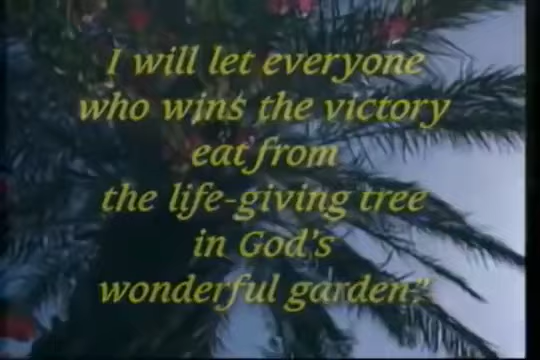 I will let everyone
who wins the victory
eat from
the life-giving tree
in God's
wonderful garden."